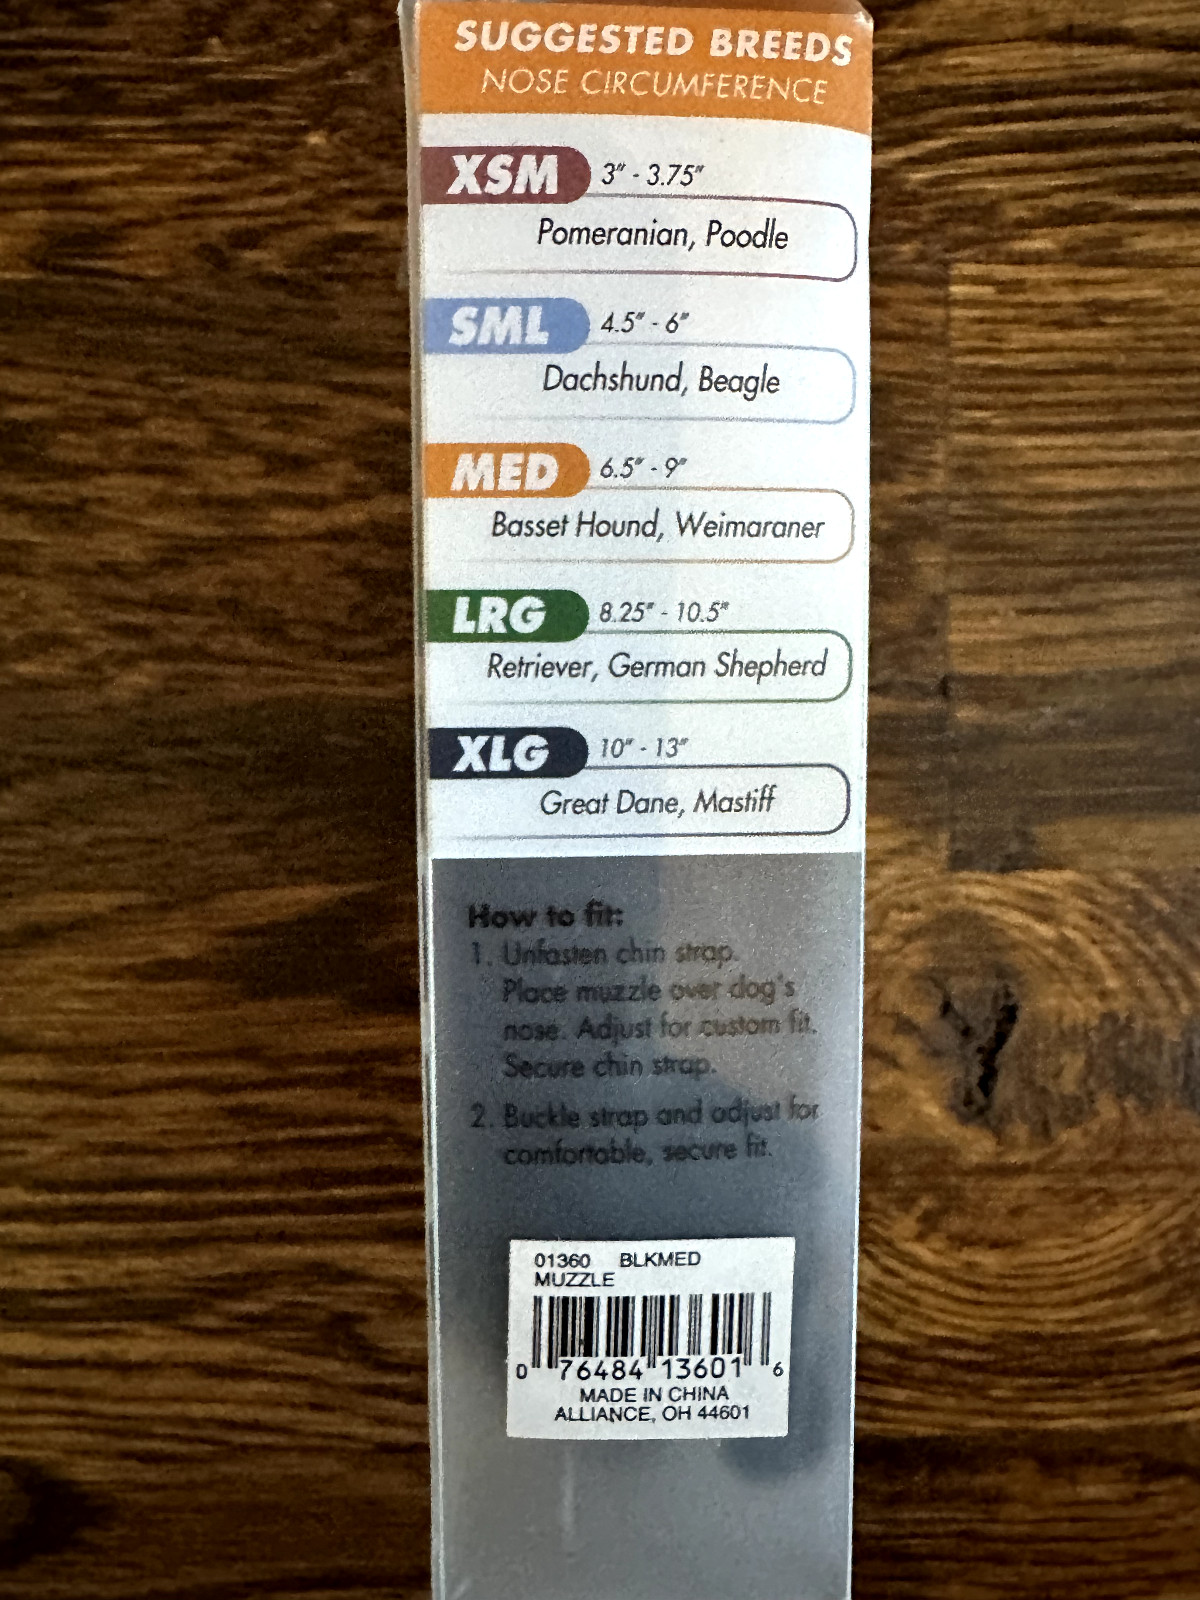 SUGGESTED BREEDS
NOSE CIRCUMFERENCE
XSM 3" - 3.75"
Pomeranian, Poodle
SML 4.5" - 6"
Dachshund, Beagle
MED 6.5" - 9"
Basset Hound, Weimaraner
LRG 8.25" - 10.5"
Retriever, German Shepherd
XLG 10" - 13"
Great Dane, Mastiff
How to fit:
1. Unfasten chin strap.
Place muzzle over dog's
nose. Adjust for custom fit.
Secure chin strap.
2. Buckle strap and adjust for
comfortable, secure fit.
01360 BLKMED
MUZZLE
0 76484 13601 6
MADE IN CHINA
ALLIANCE, OH 44601